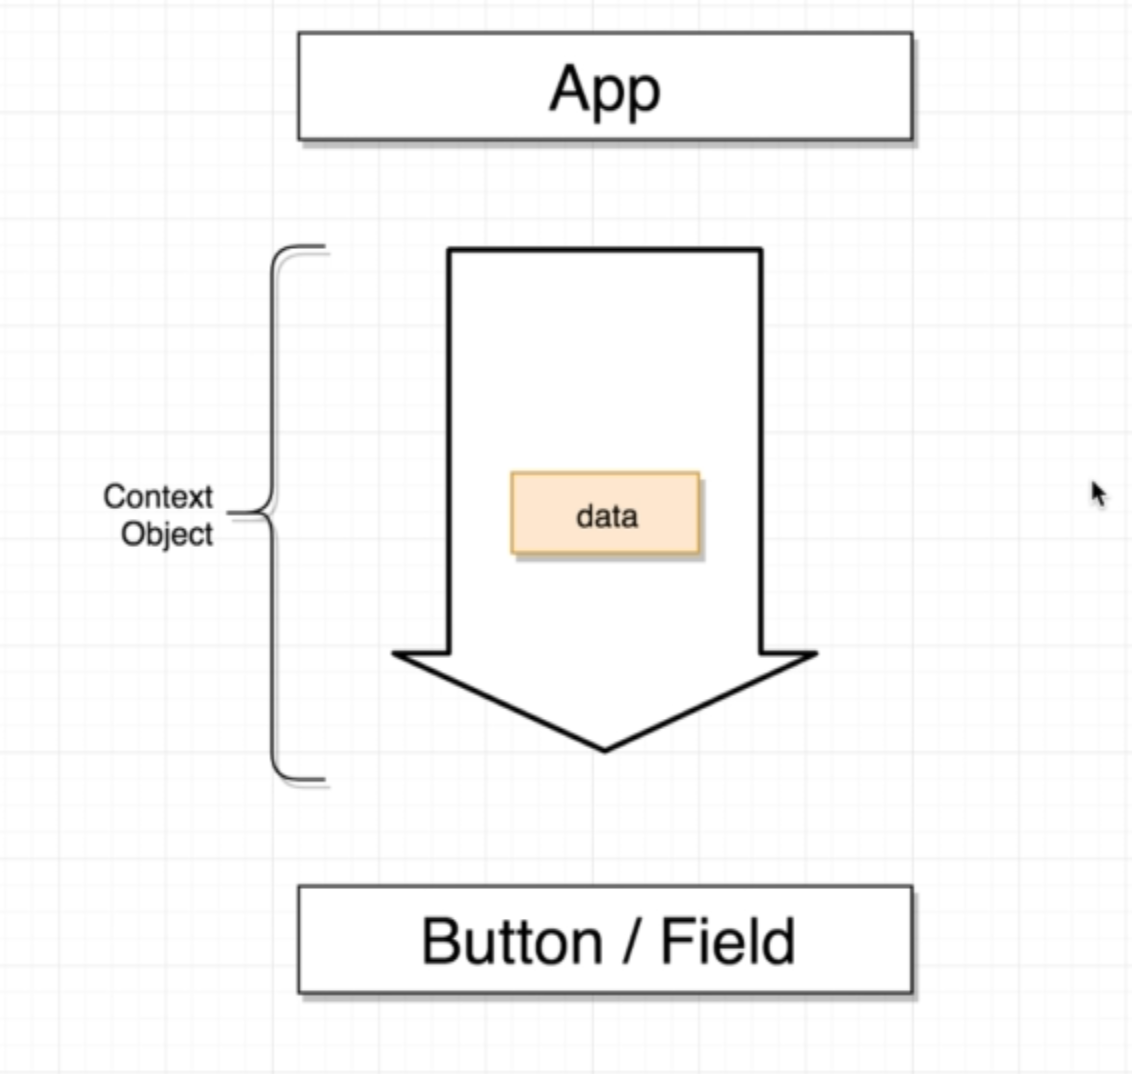 App
Context
Object
data
Button / Field